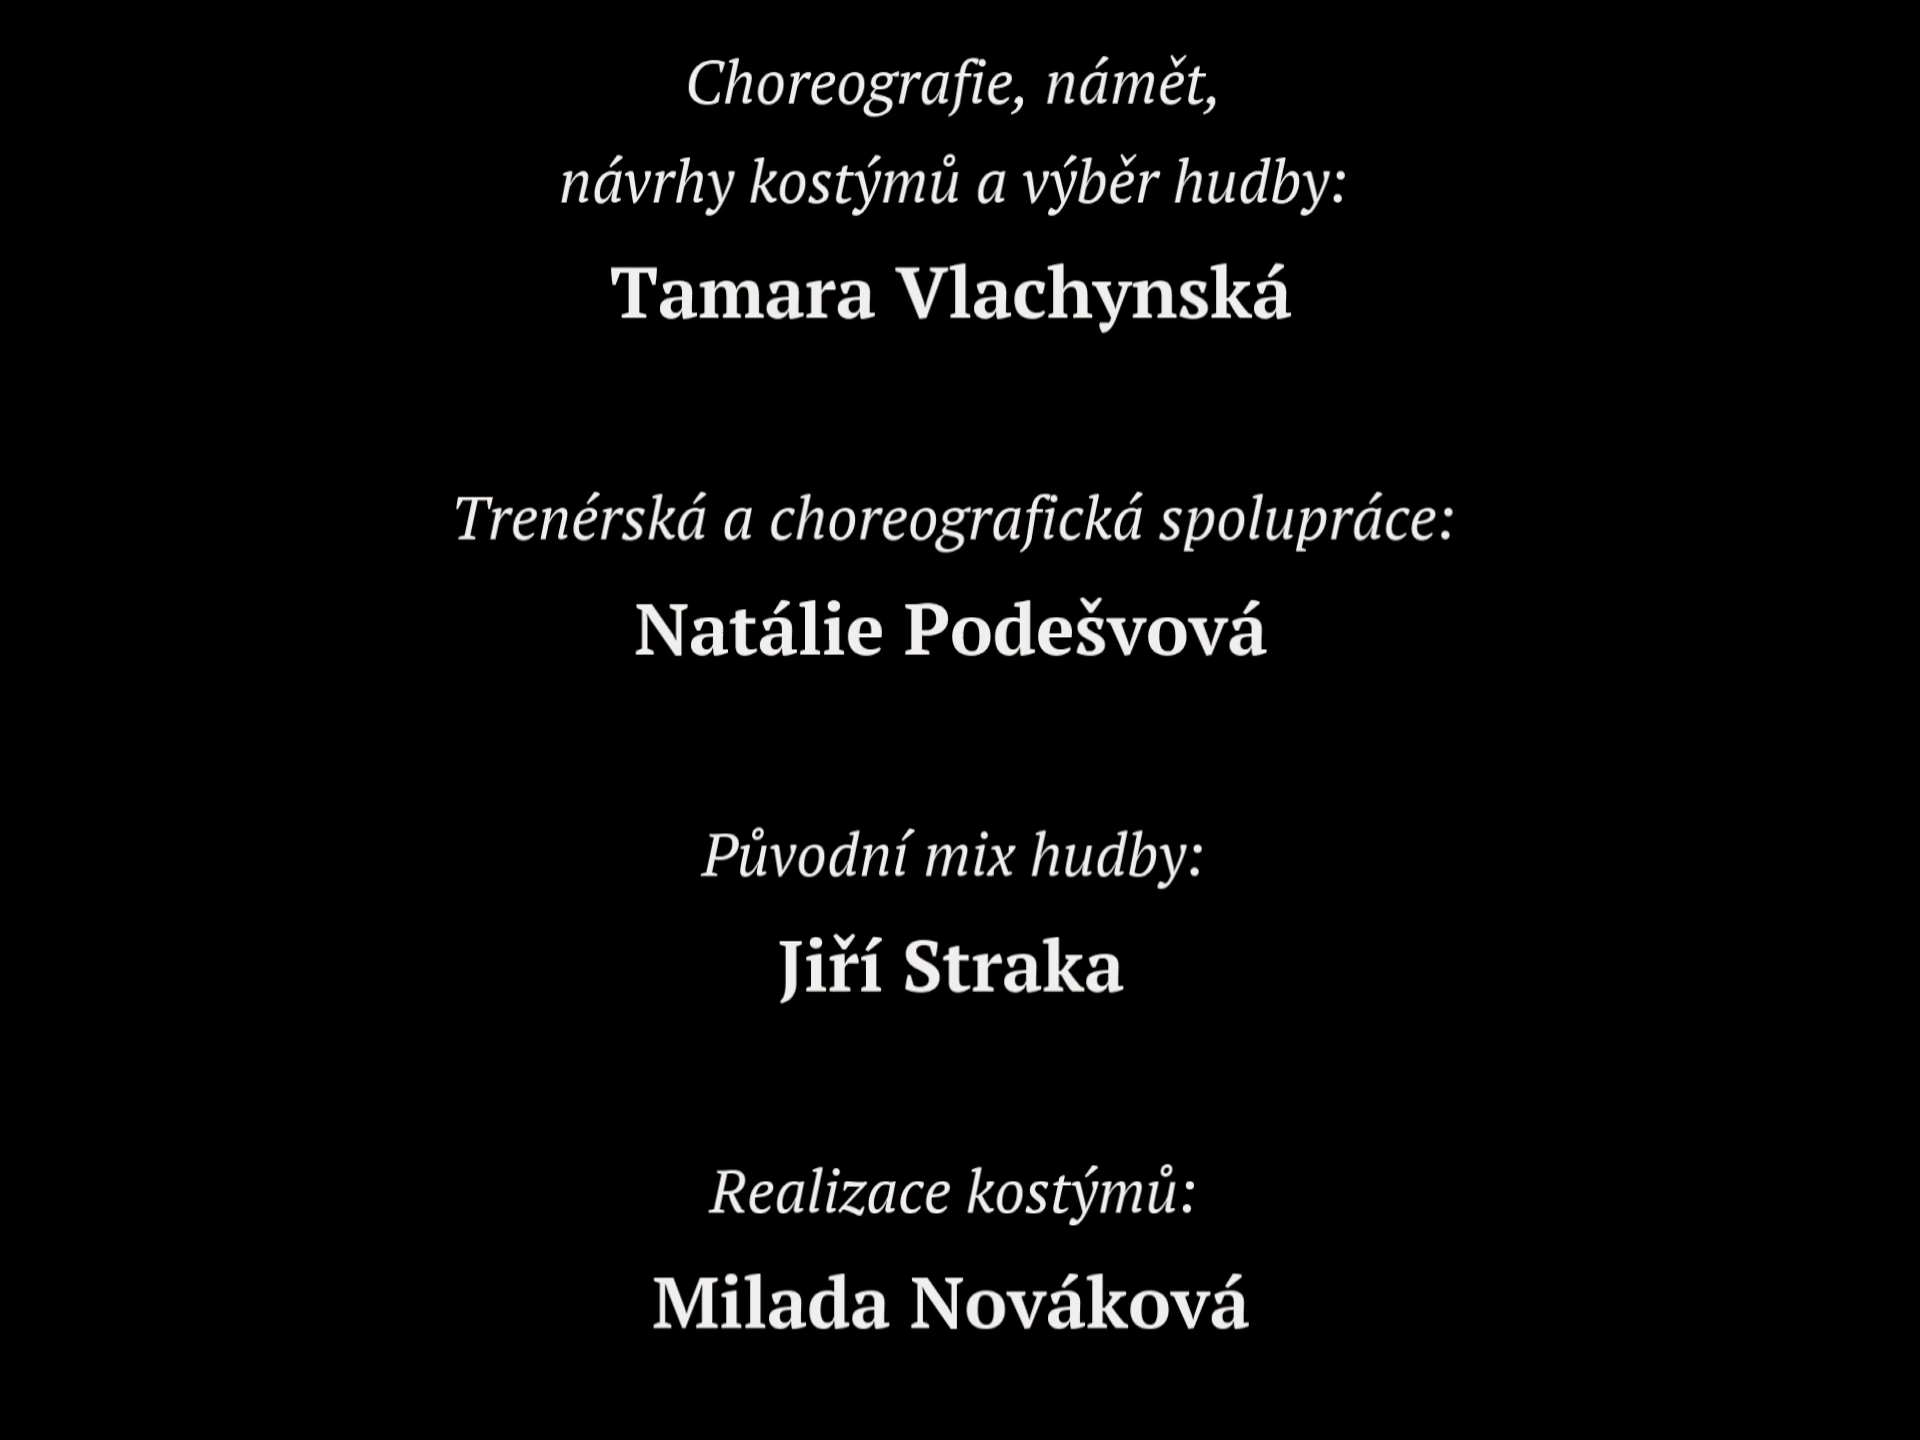 Choreografie, námět,
návrhy kostýmů a výběr hudby:
Tamara Vlachynská
Trenérská a choreografická spolupráce:
Natálie Podešvová
Původní mix hudby:
Jiří Straka
Realizace kostýmů:
Milada Nováková